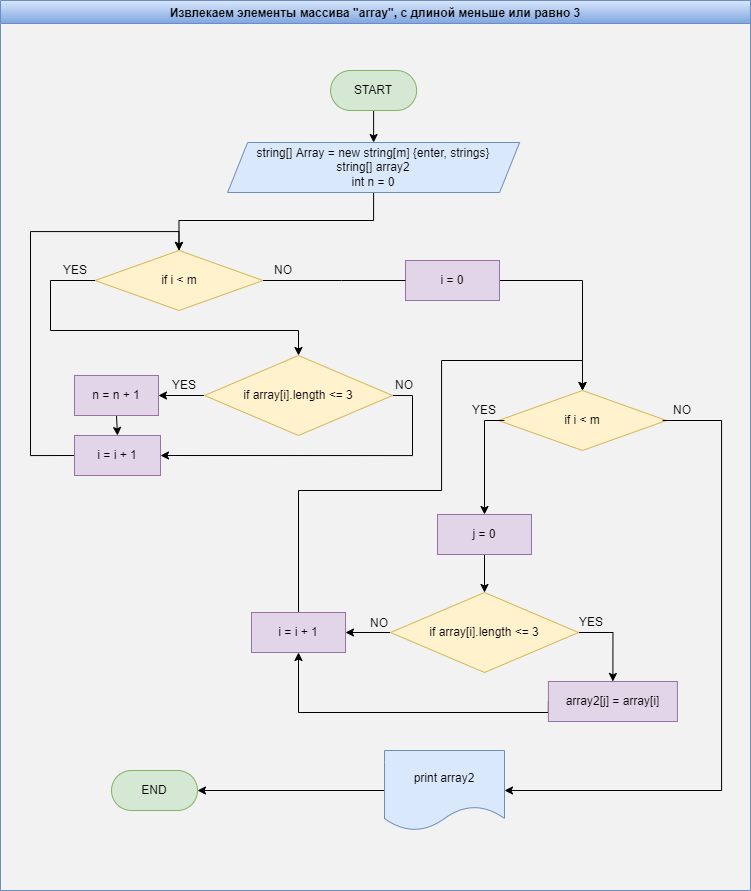 Извлекаем элементы массива "array", с длиной меньше или равно 3
START
string[] Array = new string[m] {enter, strings}
string[] array2
int n = 0
YES
if i < m
NO
i = 0
n = n + 1
YES
if array[i].length <= 3
NO
i = i + 1
YES
if i < m
NO
j = 0
i = i + 1
NO
if array[i].length <= 3
YES
array2[j] = array[i]
print array2
END